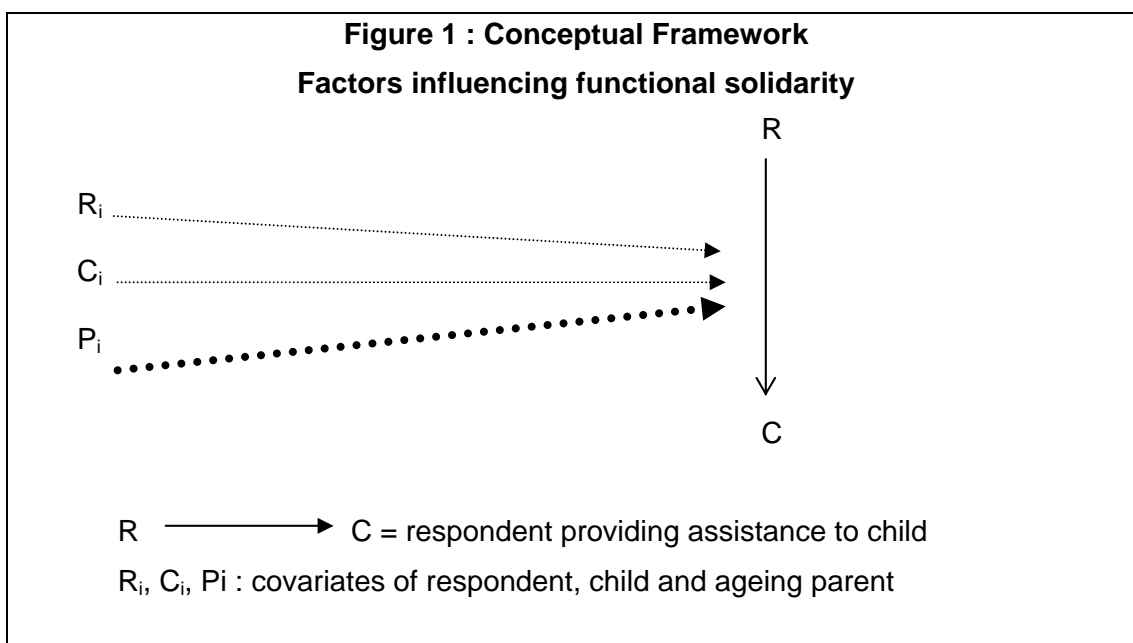 Figure 1 : Conceptual Framework
Factors influencing functional solidarity
R
Rᵢ
Cᵢ
Pᵢ
C
R C = respondent providing assistance to child
Rᵢ, Cᵢ, Pi : covariates of respondent, child and ageing parent